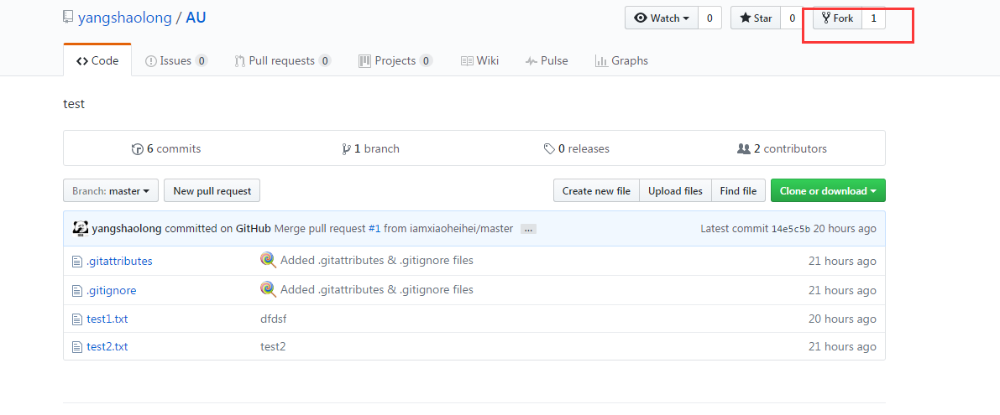 yangshaolong / AU Watch 0 Star 0 Fork 1
Code Issues 0 Pull requests 0 Projects 0 Wiki Pulse Graphs
test
6 commits 1 branch 0 releases 2 contributors
Branch: master New pull request Create new file Upload files Find file Clone or download
yangshaolong committed on GitHub Merge pull request #1 from iamxiaoheihei/master ... Latest commit 14e5c5b 20 hours ago
.gitattributes Added .gitattributes & .gitignore files 21 hours ago
.gitignore Added .gitattributes & .gitignore files 21 hours ago
test1.txt dfdsf 20 hours ago
test2.txt test2 21 hours ago